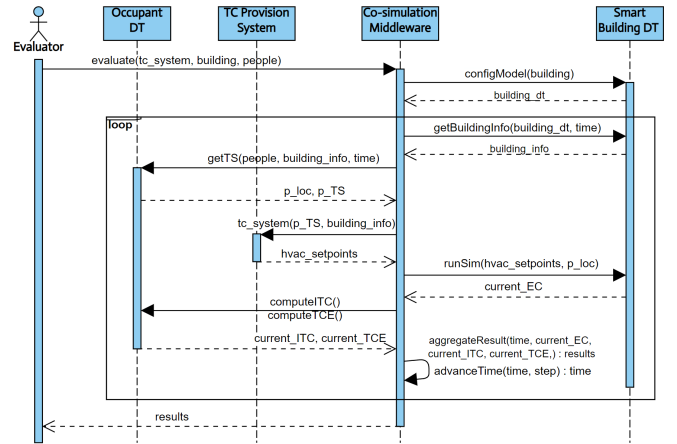 Evaluator
Occupant
DT
TC Provision
System
Co-simulation
Middleware
Smart
Building DT
evaluate(tc_system, building, people)
configModel(building)
building_dt
loop
getBuildingInfo(building_dt, time)
building_info
getTS(people, building_info, time)
p_loc, p_TS
tc_system(p_TS, building_info)
hvac_setpoints
runSim(hvac_setpoints, p_loc)
current_EC
computeITC()
computeTCE()
current_ITC, current_TCE
aggregateResult(time, current_EC,
current_ITC, current_TCE,) : results
advanceTime(time, step) : time
results